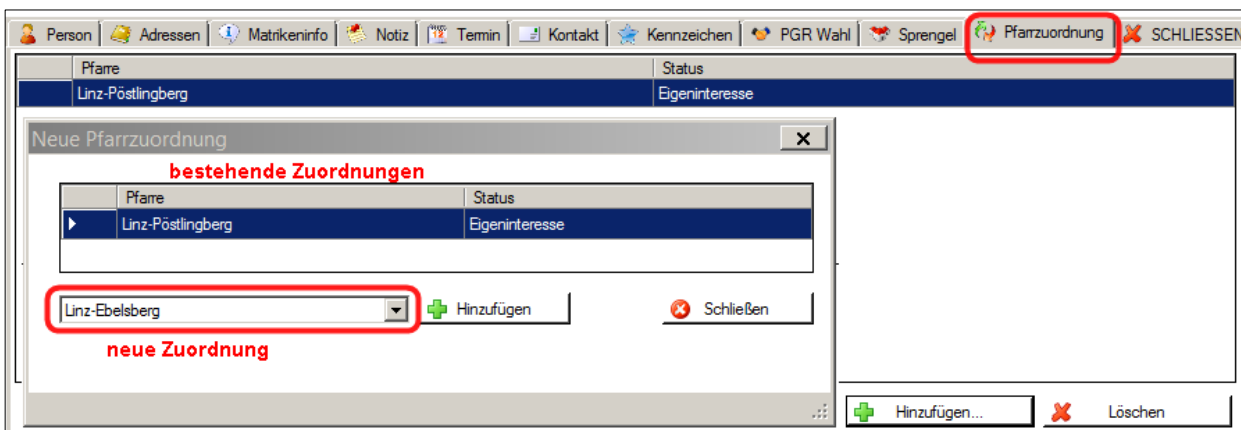 Person Adressen Matrikeninfo Notiz Termin Kontakt Kennzeichen PGR Wahl Sprengel Pfarrzuordnung SCHLIESSEN
Pfarre Status
Linz-Pöstlingberg Eigeninteresse
Neue Pfarrzuordnung
bestehende Zuordnungen
Pfarre Status
Linz-Pöstlingberg Eigeninteresse
Linz-Ebelsberg Hinzufügen Schließen
neue Zuordnung
Hinzufügen... Löschen